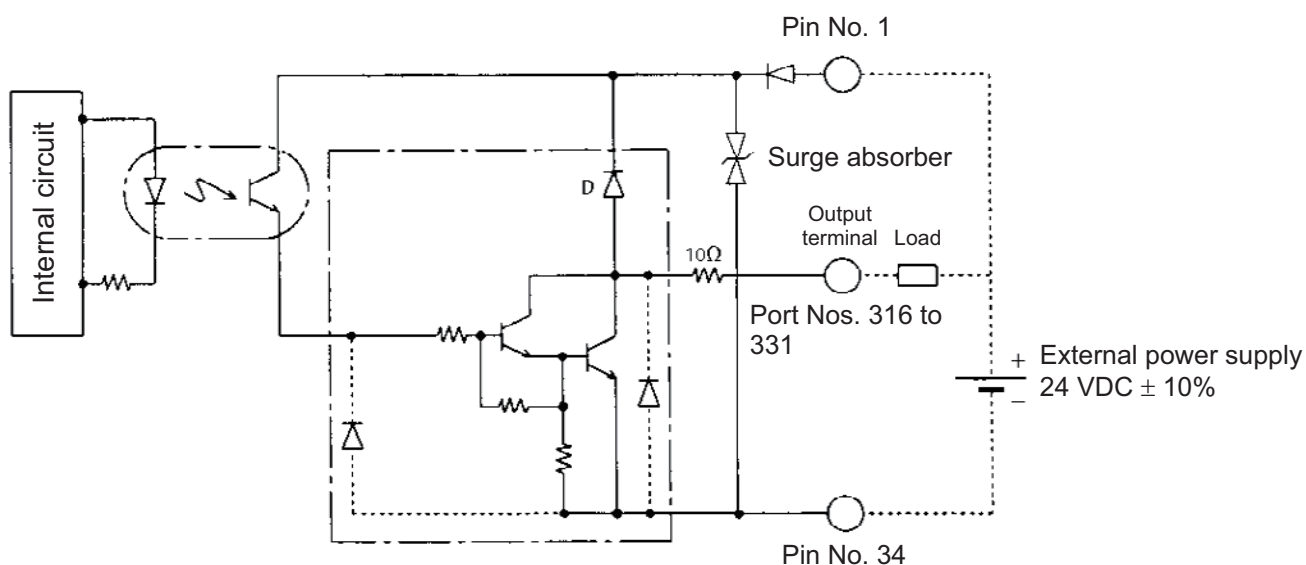 Pin No. 1
Internal circuit
Surge absorber
D
Output
terminal
Load
10Ω
Port Nos. 316 to
331
+
External power supply
−
24 VDC ± 10%
Pin No. 34